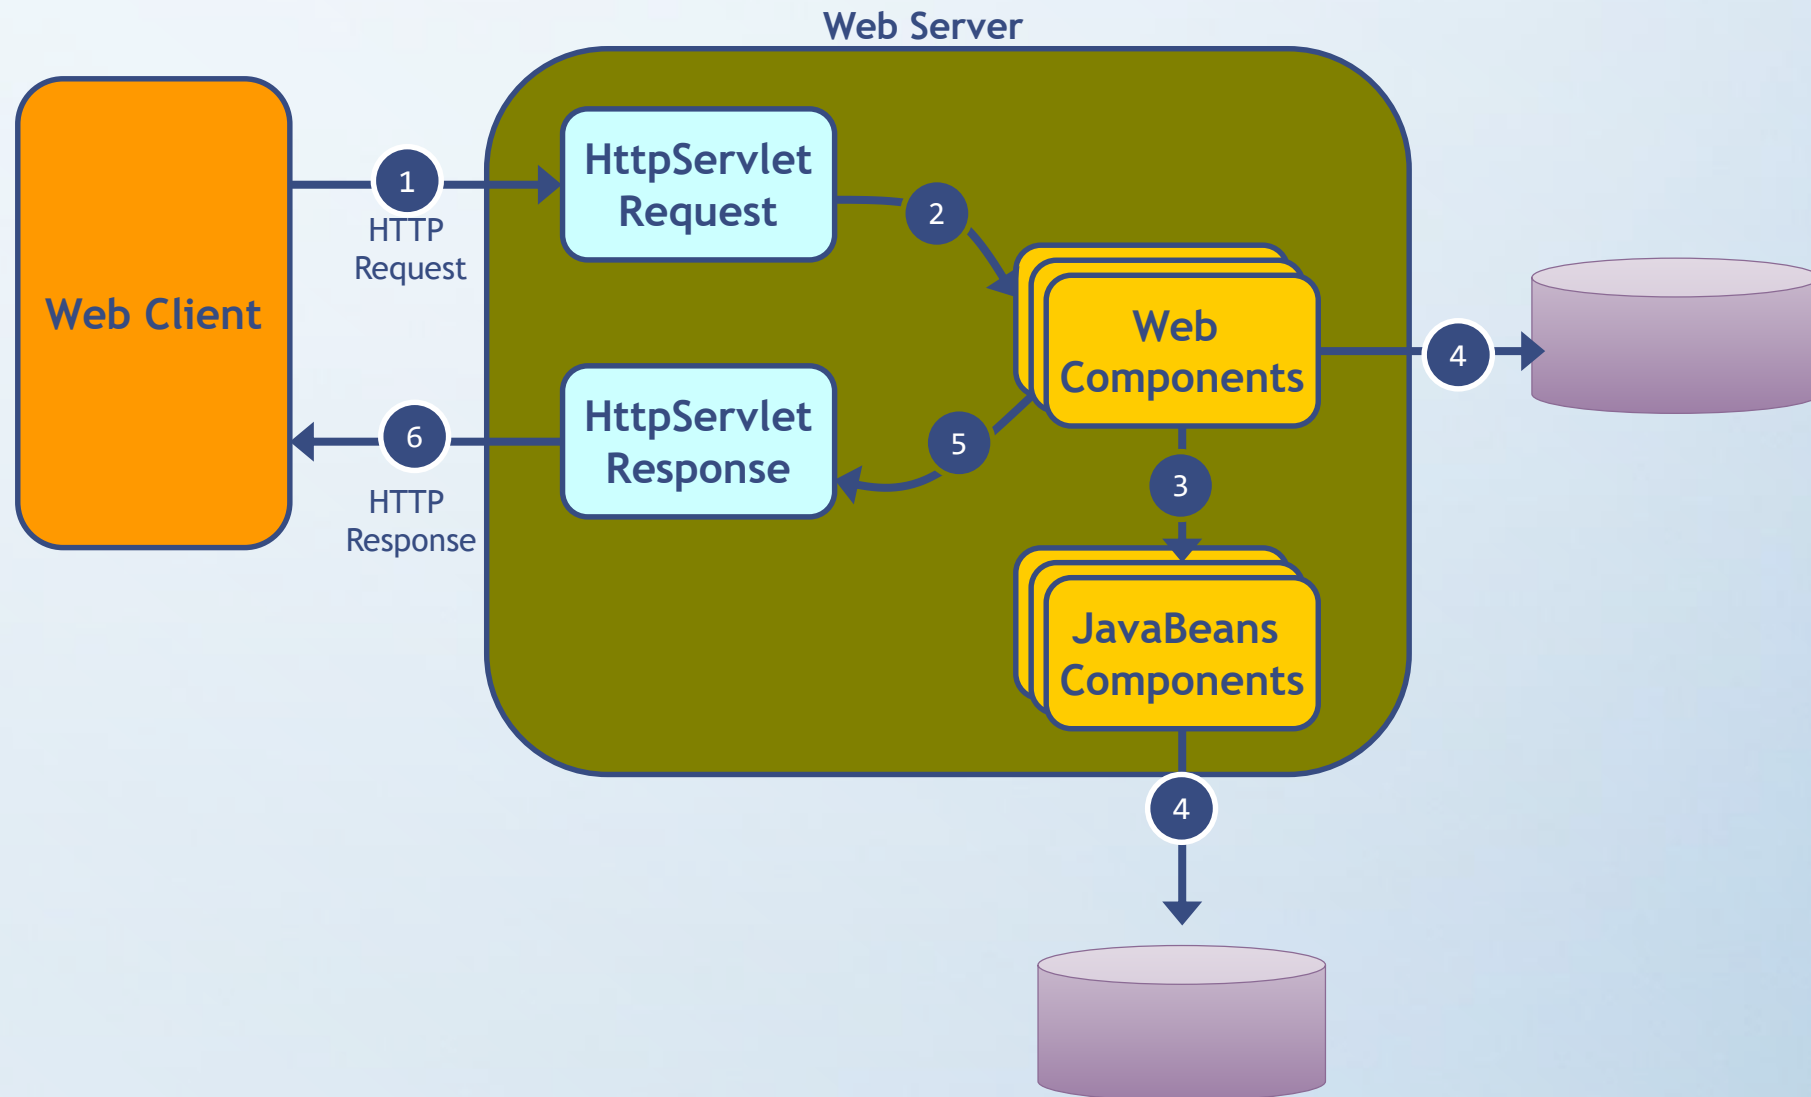 Web Server
Web Client
1
HTTP
Request
HttpServlet
Request
2
Web
Components
4
HttpServlet
Response
5
6
HTTP
Response
3
JavaBeans
Components
4